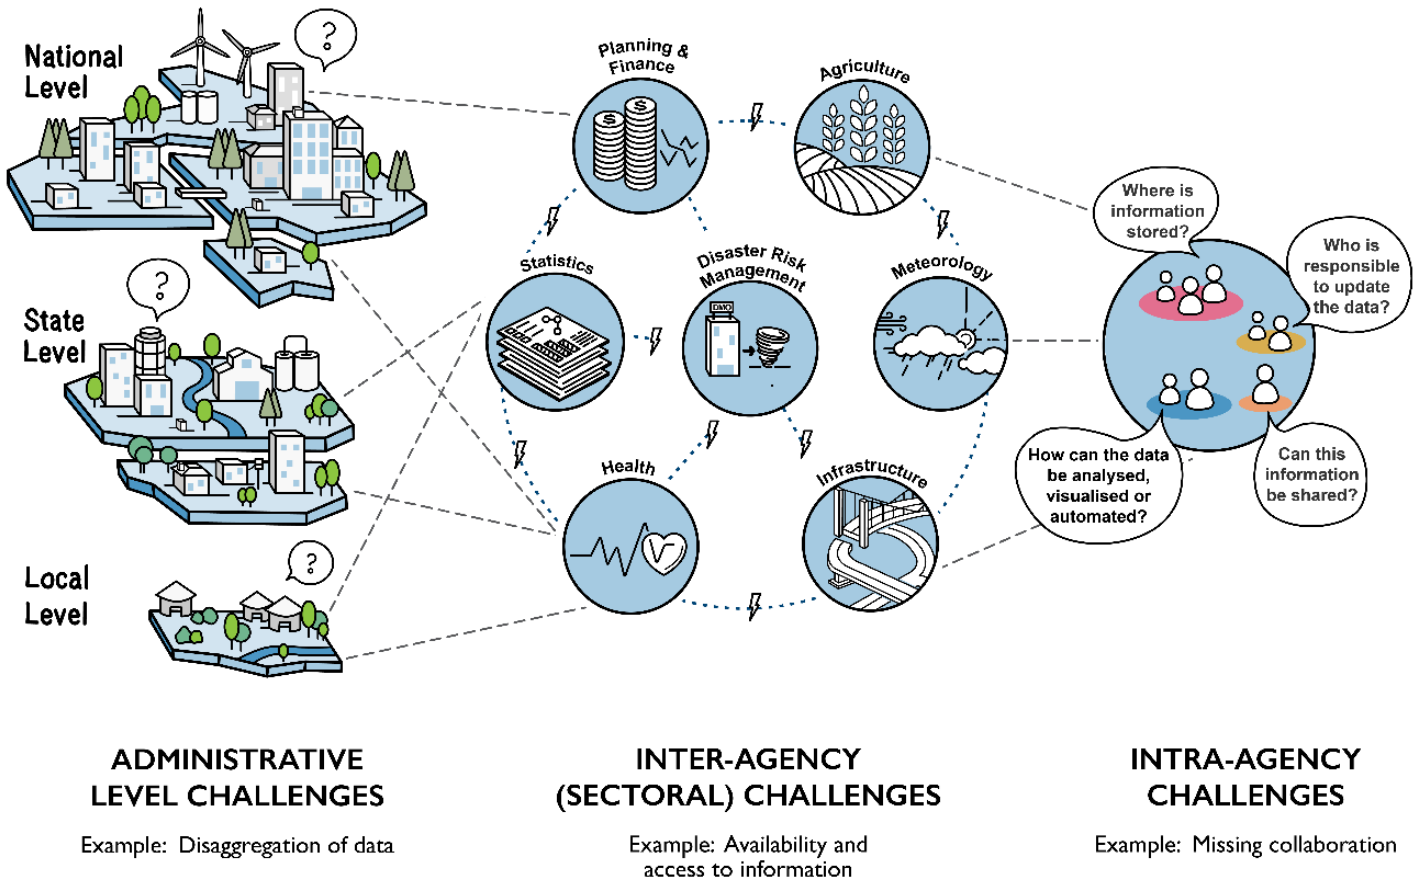 National
Level
?
State
Level
?
Local
Level
?
Planning &
Finance
$
$
Agriculture
Statistics
Disaster Risk
Management
DMO
Meteorology
Health
Infrastructure
Where is
information
stored?
Who is
responsible
to update
the data?
How can the data
be analysed,
visualised or
automated?
Can this
information
be shared?
ADMINISTRATIVE
LEVEL CHALLENGES
Example: Disaggregation of data
INTER-AGENCY
(SECTORAL) CHALLENGES
Example: Availability and
access to information
INTRA-AGENCY
CHALLENGES
Example: Missing collaboration